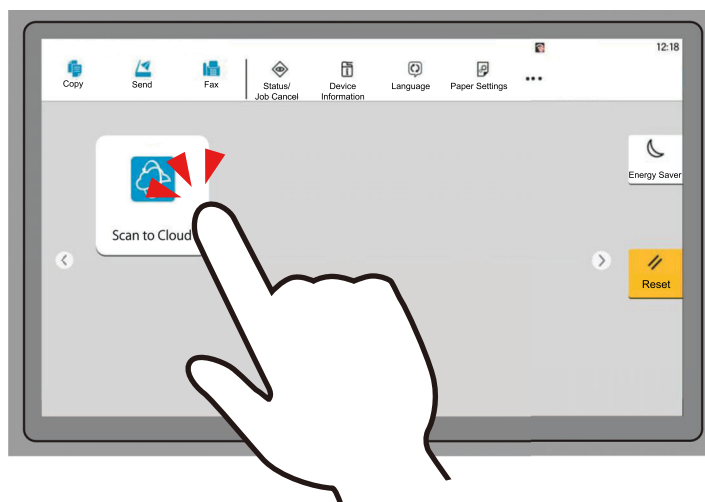 12:18
Copy
Send
Fax
Status/
Job Cancel
Device
Information
Language
Paper Settings
Energy Saver
Scan to Cloud
Reset